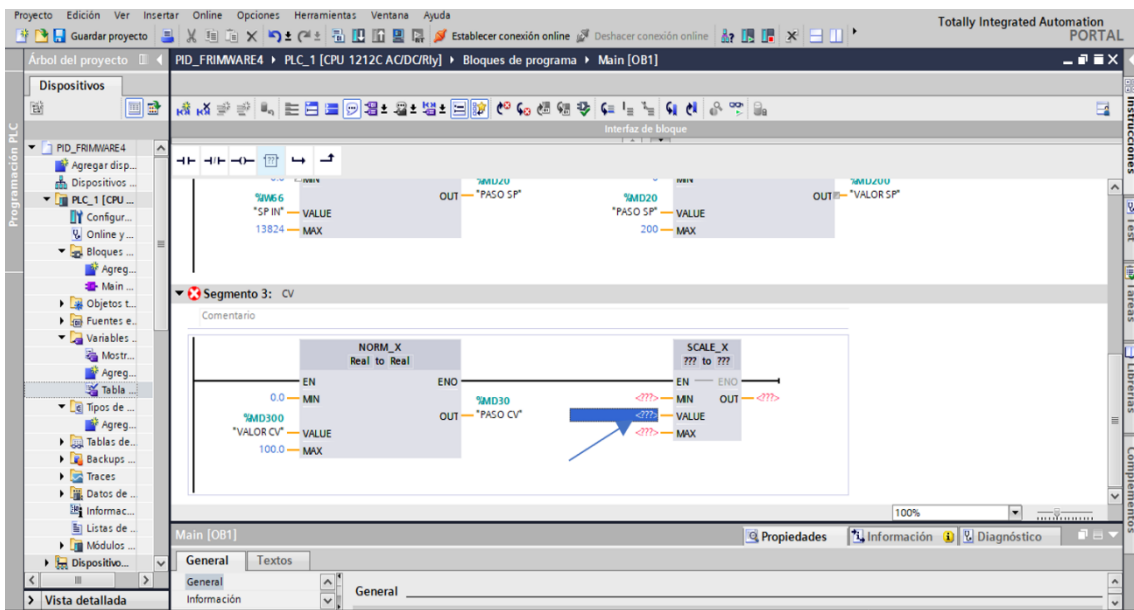 Proyecto Edición Ver Insertar Online Opciones Herramientas Ventana Ayuda
Totally Integrated Automation
PORTAL
Guardar proyecto
Establecer conexión online
Deshacer conexión online
Árbol del proyecto
PID_FRIMWARE4 PLC_1 [CPU 1212C AC/DC/Rly] Bloques de programa Main [OB1]
Dispositivos
Interfaz de bloque
Programación PLC
PID_FRIMWARE4
Agregar disp...
Dispositivos ...
PLC_1 [CPU ...
Configur...
Online y ...
Bloques ...
Agreg...
Main ...
Objetos t...
Fuentes e..
Variables ..
Mostr...
Agreg...
Tabla ...
Tipos de ...
Agreg...
Tablas de..
Backups ...
Traces
Datos de ...
Informac...
Listas de ..
Módulos ...
Dispositivo...
Vista detallada
%IW66
"SP IN" VALUE
13824 MAX
%MD20
OUT "PASO SP"
%MD20
"PASO SP" VALUE
200 MAX
%MD200
OUT "VALOR SP"
Segmento 3: CV
Comentario
NORM_X
Real to Real
EN ENO
0.0 MIN
%MD300
"VALOR CV" VALUE
100.0 MAX
%MD30
OUT "PASO CV"
SCALE_X
??? to ???
EN ENO
<???> MIN OUT <???>
<???> VALUE
<???> MAX
100%
Main [OB1]
Propiedades
Información
Diagnóstico
General Textos
General
Información
General
Instrucciones
Test
Tareas
Librerías
Complementos